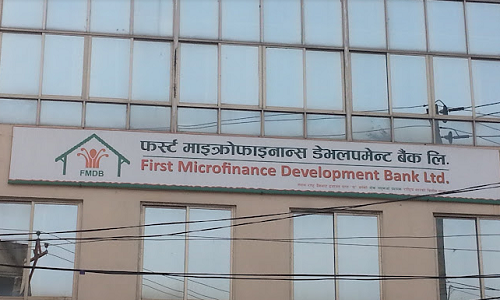 फर्स्ट माइक्रोफाइनान्स डेभलपमेन्ट बैंक लि.
FMDB
First Microfinance Development Bank Ltd.